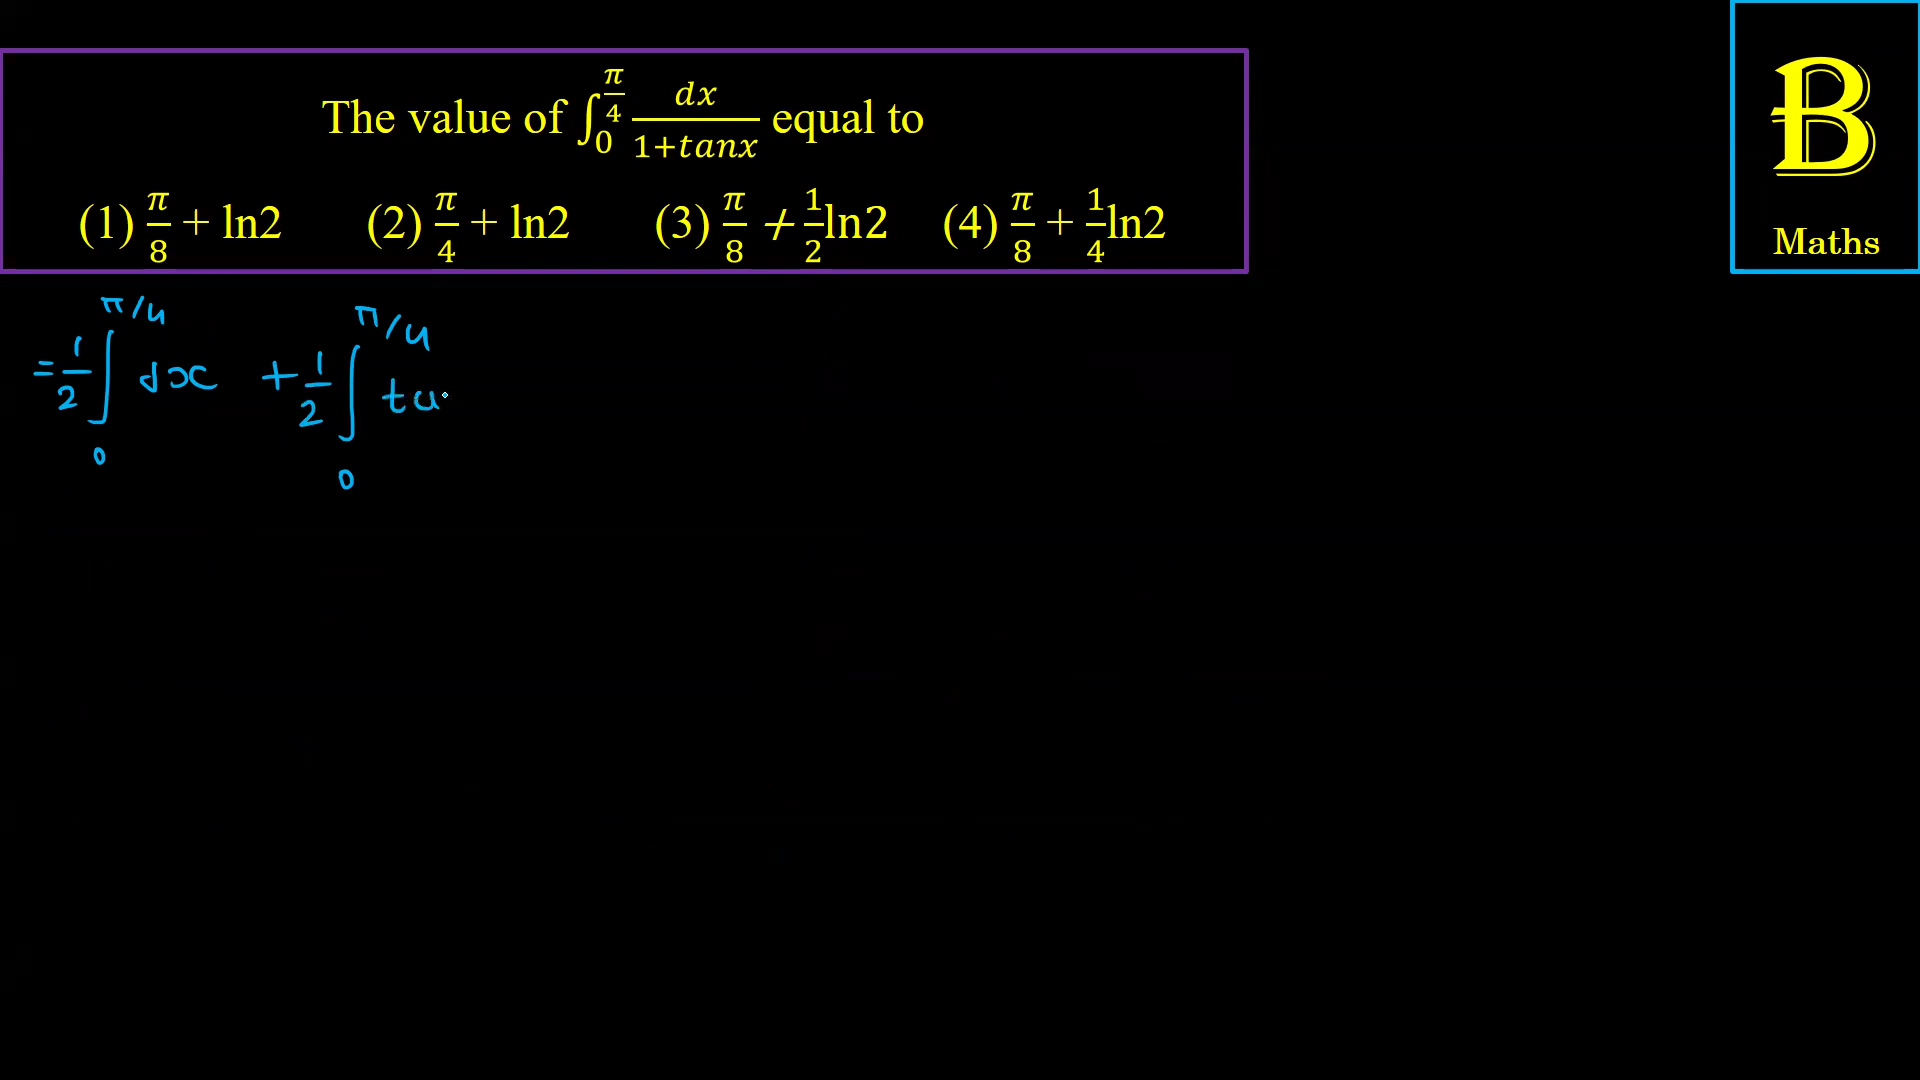 The value of ∫₀^(π/4) dx/(1+tanx) equal to
(1) π/8 + ln2 (2) π/4 + ln2 (3) π/8 + 1/2 ln2 (4) π/8 + 1/4 ln2
B
Maths
= 1/2 ∫₀^(π/4) dx + 1/2 ∫₀^(π/4) ta